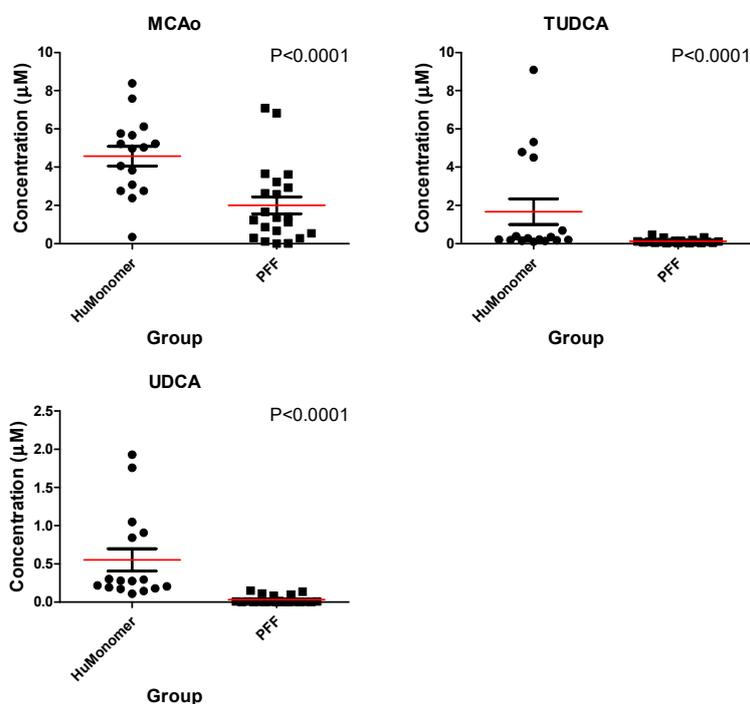 MCAo
P<0.0001
Concentration (μM)
10
8
6
4
2
0
HuMonomer
PFF
Group
TUDCA
P<0.0001
Concentration (μM)
10
8
6
4
2
0
HuMonomer
PFF
Group
UDCA
P<0.0001
Concentration (μM)
2.5
2.0
1.5
1.0
0.5
0.0
HuMonomer
PFF
Group